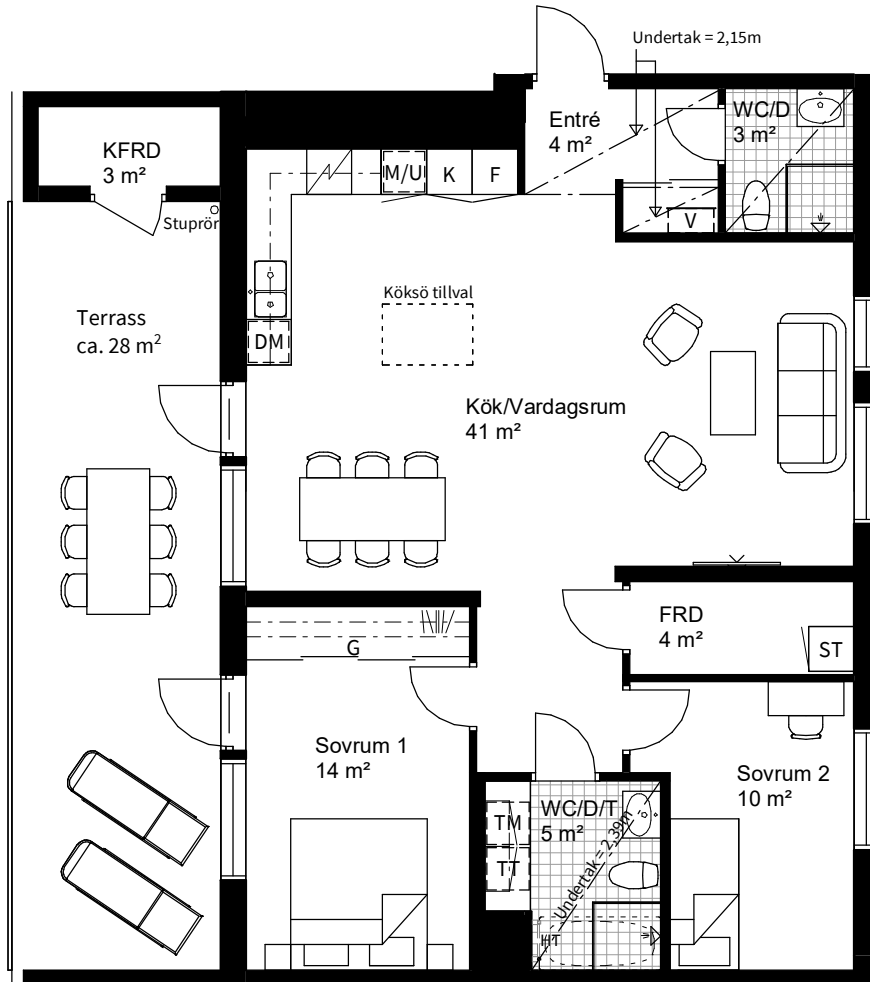 Undertak = 2,15m
Entré
4 m²
WC/D
3 m²
KFRD
3 m²
M/U
K
F
V
Stuprör
Köksö tillval
Terrass
ca. 28 m²
DM
Kök/Vardagsrum
41 m²
FRD
4 m²
ST
G
Sovrum 1
14 m²
Sovrum 2
10 m²
WC/D/T
5 m²
TM
TT
Undertak = 2,39m
HT